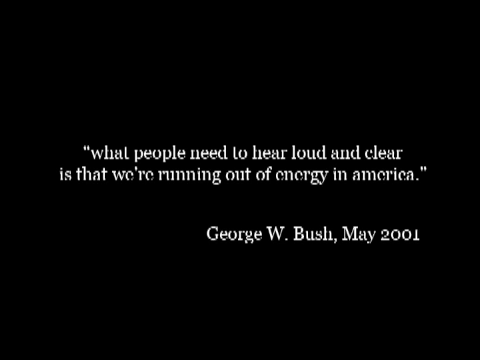 “what people need to hear loud and clear
is that we're running out of energy in america.”
George W. Bush, May 2001